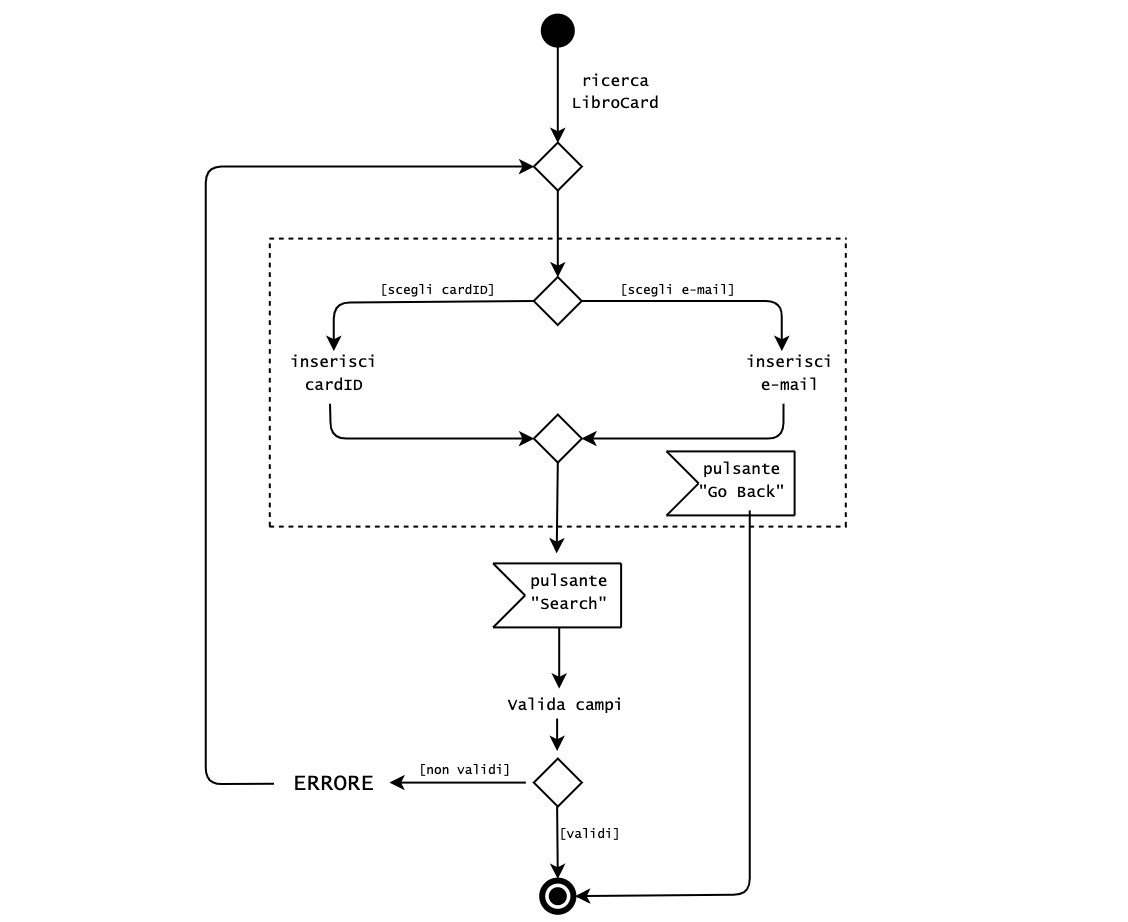 ricerca
LibroCard
[scegli cardID]
[scegli e-mail]
inserisci
cardID
inserisci
e-mail
pulsante
"Go Back"
pulsante
"Search"
Valida campi
[non validi]
ERRORE
[validi]